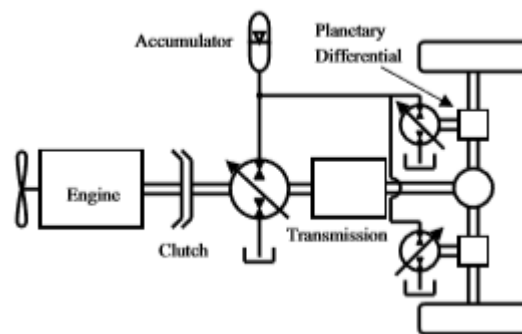 Accumulator
Planetary
Differential
Engine
Clutch
Transmission